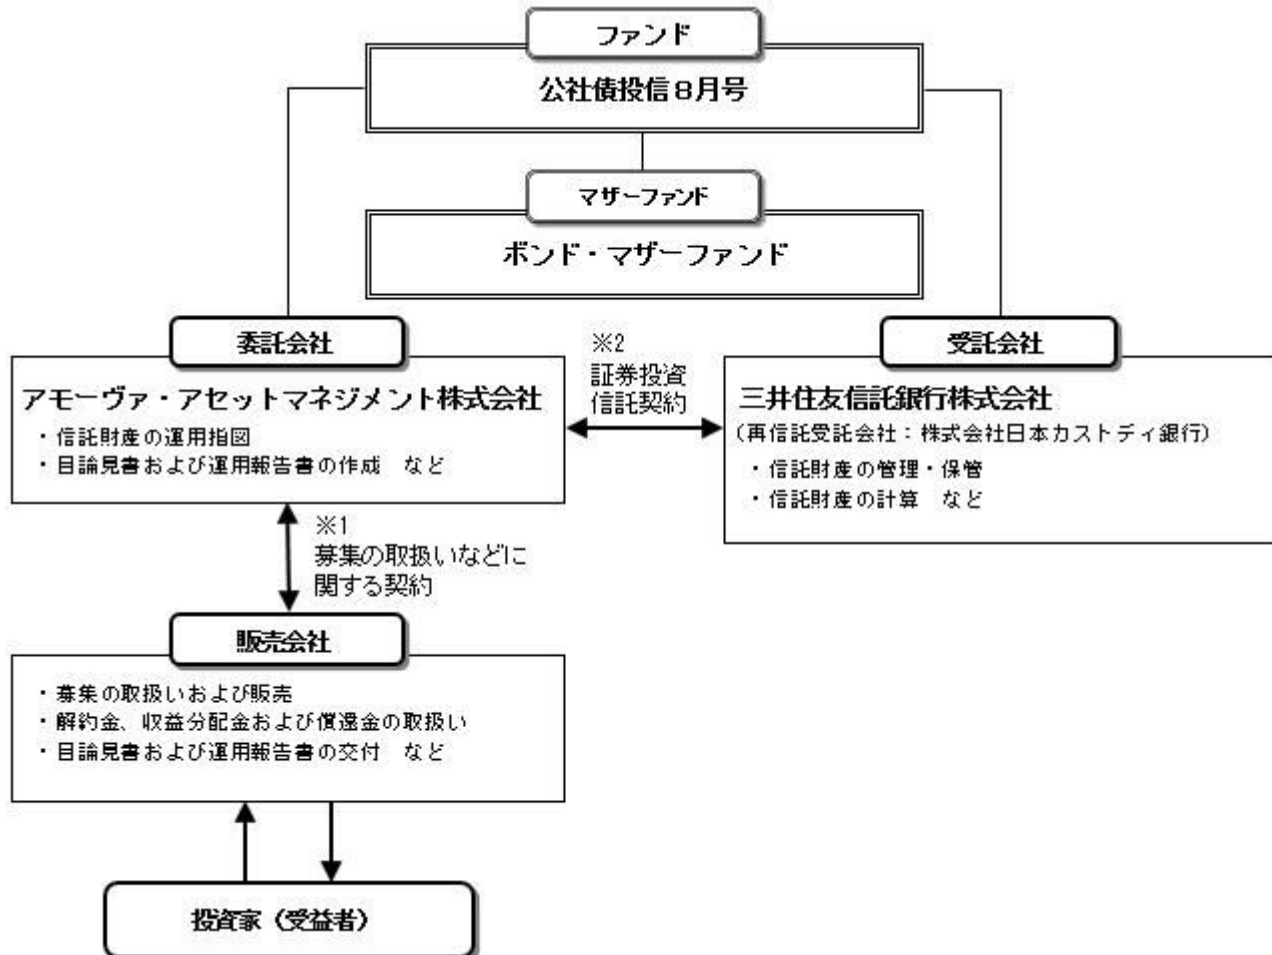 ファンド
公社債投信8月号
マザーファンド
ボンド・マザーファンド
委託会社
アモーヴァ・アセットマネジメント株式会社
・信託財産の運用指図
・目論見書および運用報告書の作成　など
※2
証券投資
信託契約
受託会社
三井住友信託銀行株式会社
(再信託受託会社：株式会社日本カストディ銀行)
・信託財産の管理・保管
・信託財産の計算　など
※1
募集の取扱いなどに
関する契約
販売会社
・募集の取扱いおよび販売
・解約金、収益分配金および償還金の取扱い
・目論見書および運用報告書の交付　など
投資家（受益者）